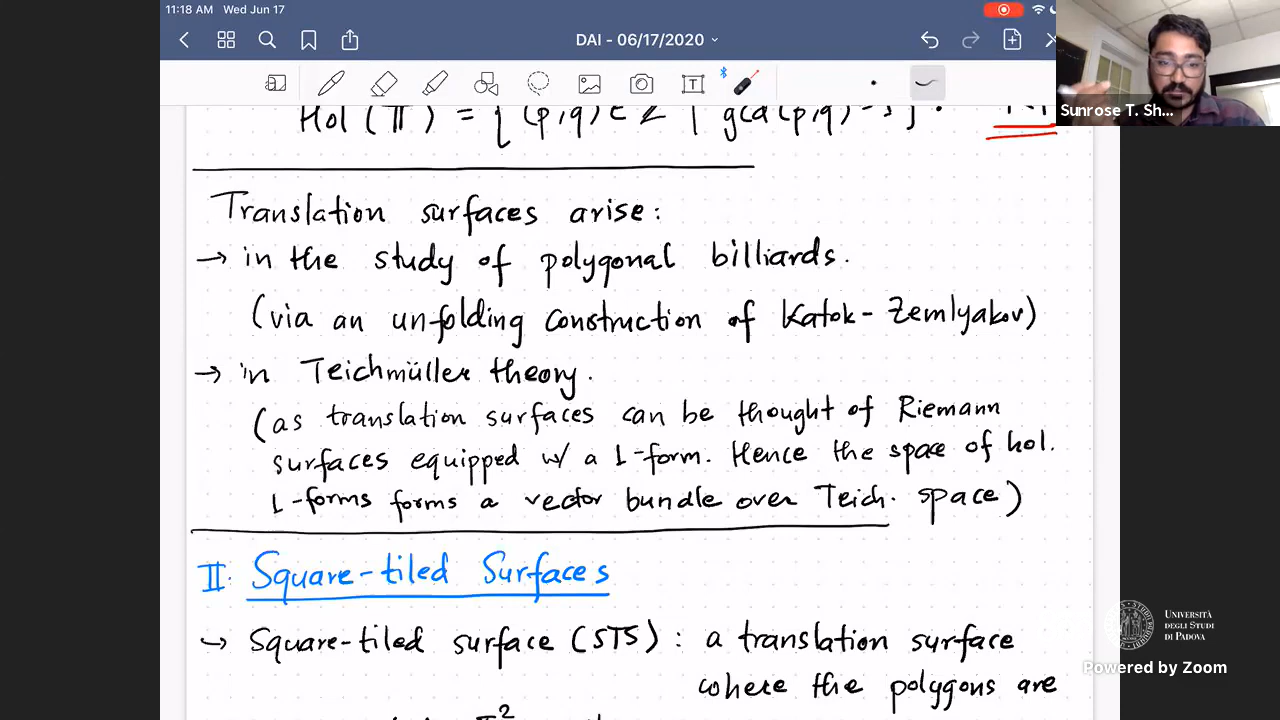 11:18 AM Wed Jun 17
DAI - 06/17/2020
Sunrose T. Sh...
Hol (Π) = { (p,q) ∈ Z | gcd(p,q) = 1 } .
Translation surfaces arise :
→ in the study of polygonal billiards.
(via an unfolding construction of Katok-Zemlyakov)
→ in Teichmüller theory.
(as translation surfaces can be thought of Riemann
surfaces equipped w/ a 1-form. Hence the space of hol.
1-forms forms a vector bundle over Teich. space)
II. Square-tiled Surfaces
→ Square-tiled surface (STS) : a translation surface
where the polygons are
UNIVERSITÀ
DEGLI STUDI
DI PADOVA
Powered by Zoom